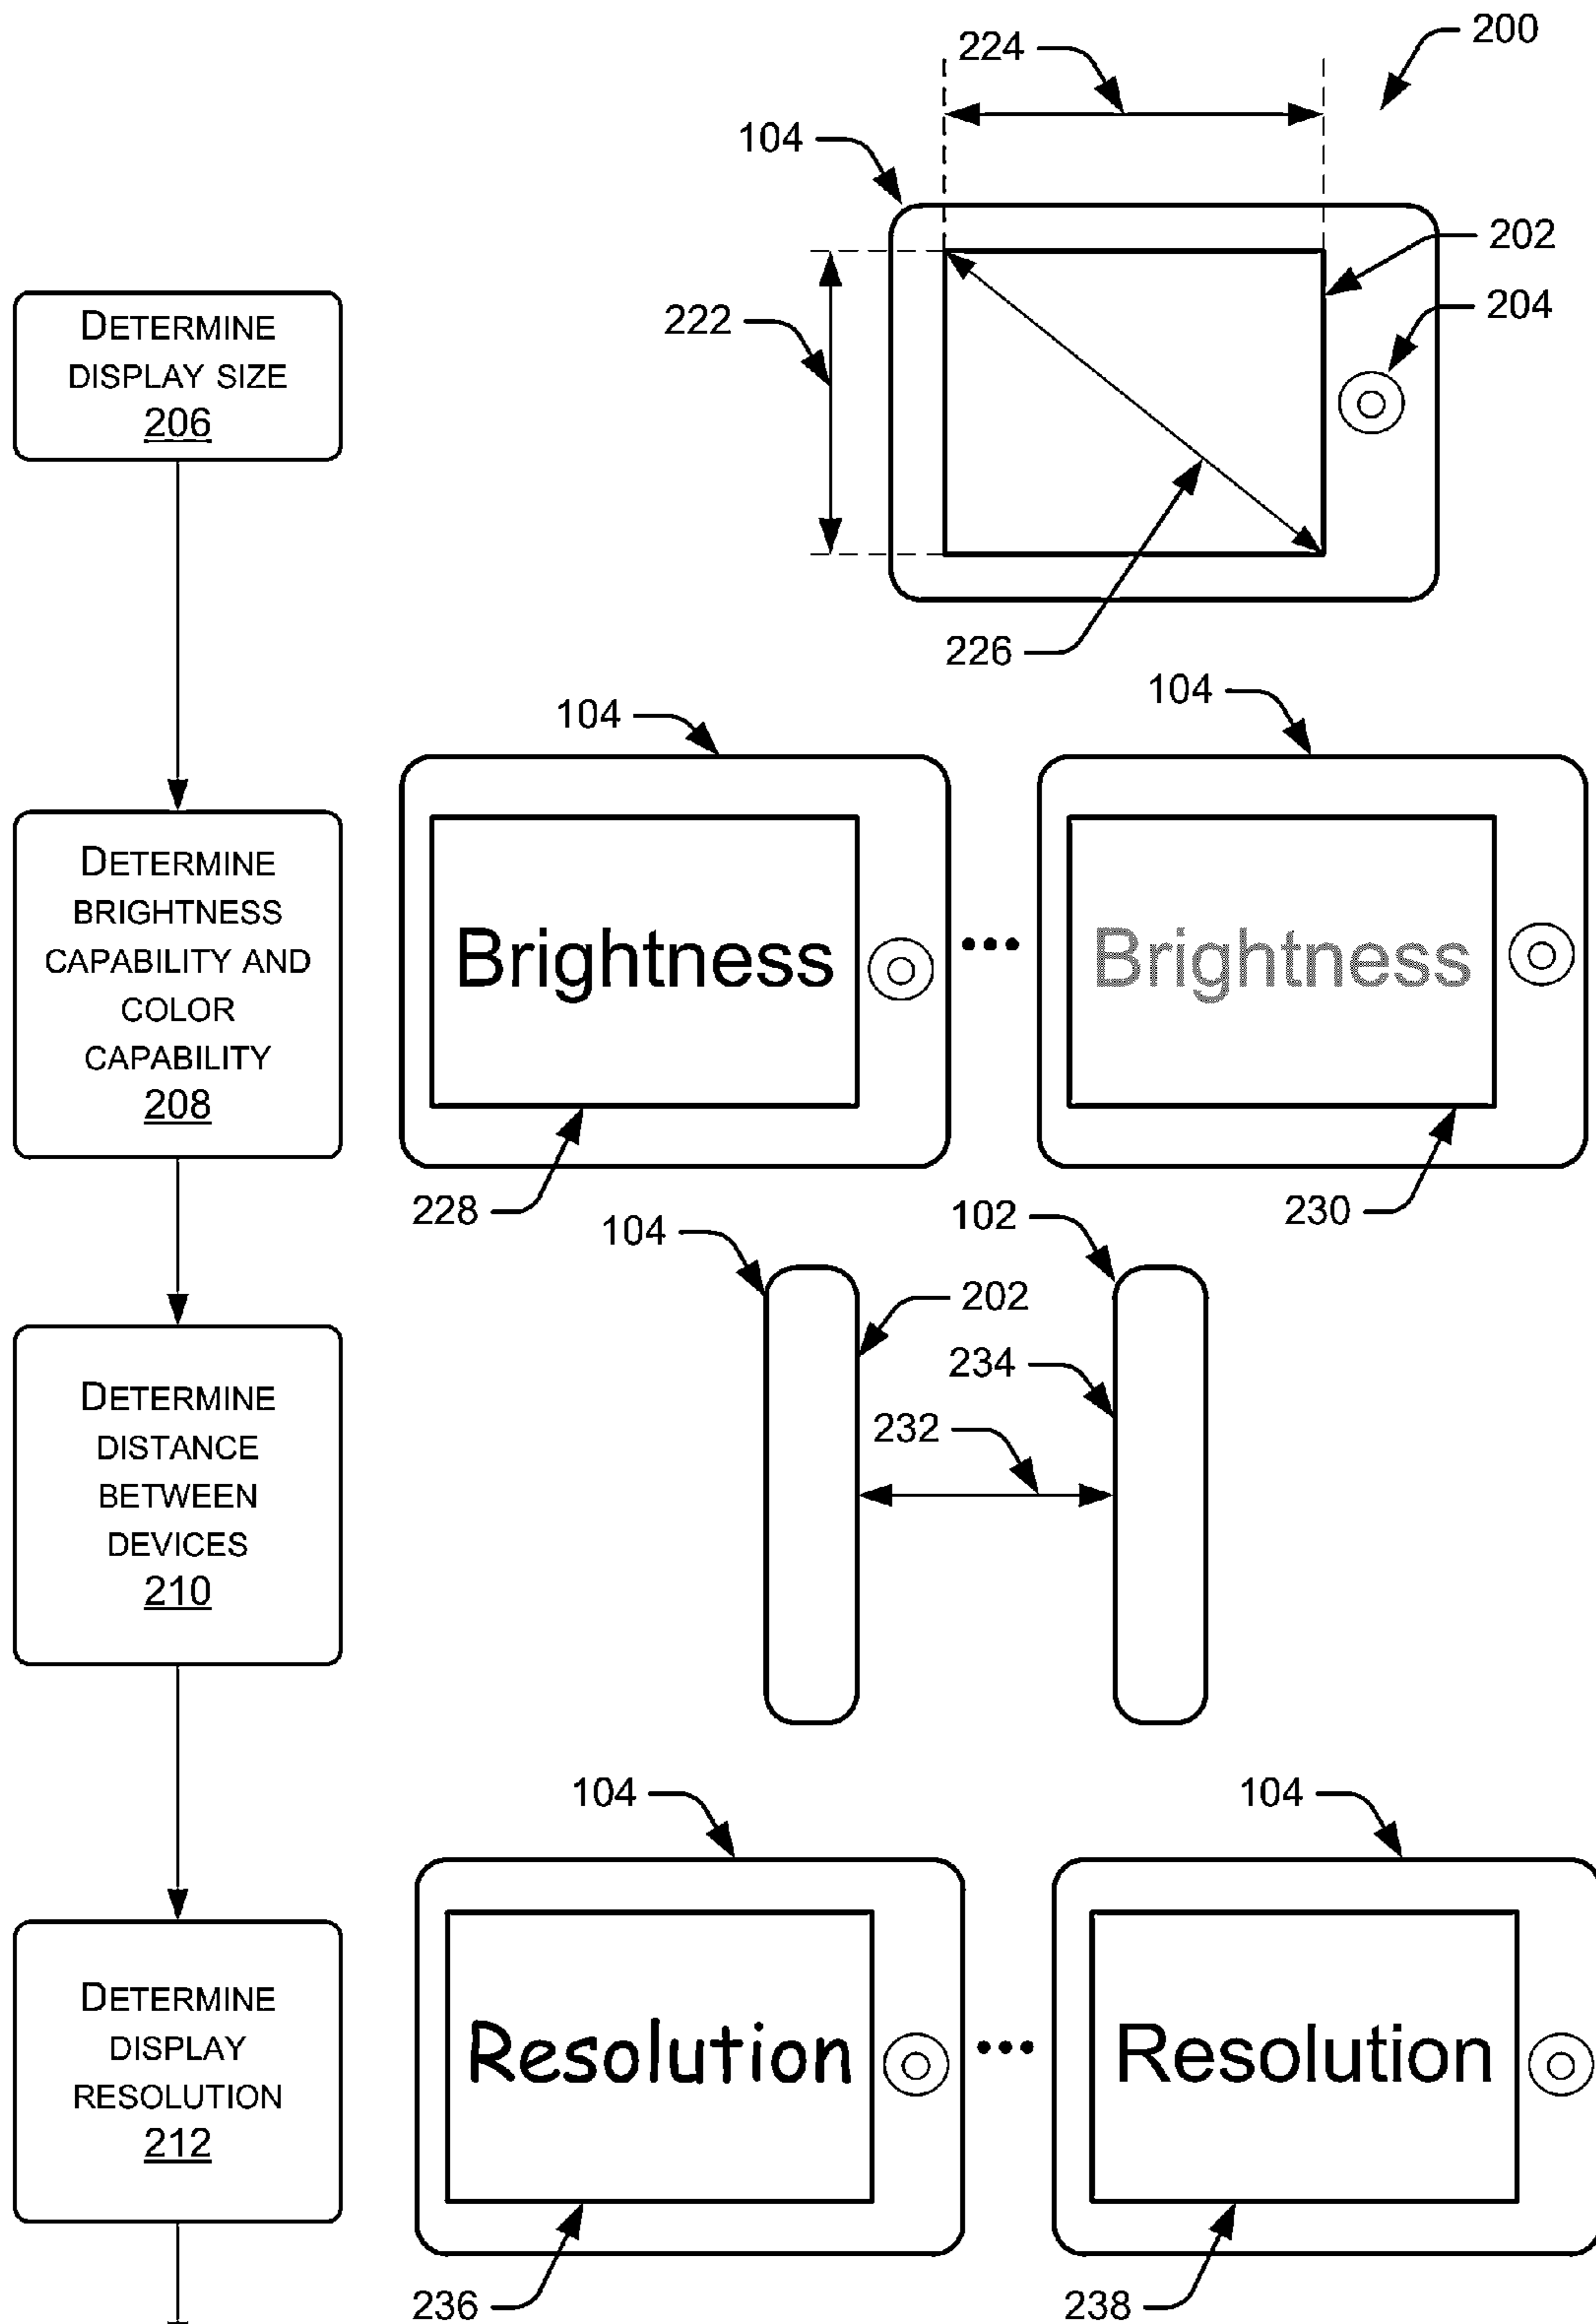 224
200
104
202
204
222
DETERMINE
DISPLAY SIZE
206
226
104
104
DETERMINE
BRIGHTNESS
CAPABILITY AND
COLOR
CAPABILITY
208
Brightness
•••
Brightness
228
230
104
102
202
234
232
DETERMINE
DISTANCE
BETWEEN
DEVICES
210
104
104
DETERMINE
DISPLAY
RESOLUTION
212
Resolution
•••
Resolution
236
238